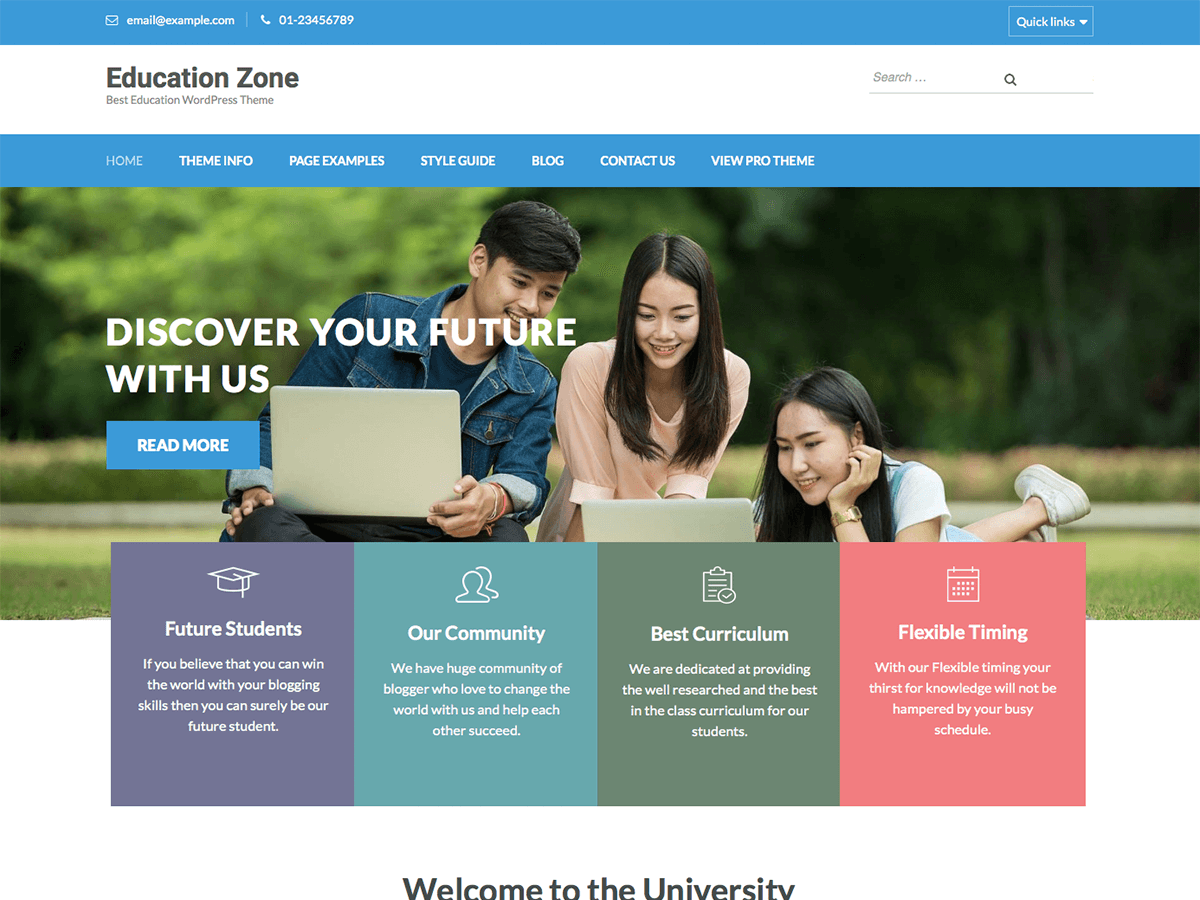 email@example.com
01-23456789
Quick links
Education Zone
Best Education WordPress Theme
Search …
HOME
THEME INFO
PAGE EXAMPLES
STYLE GUIDE
BLOG
CONTACT US
VIEW PRO THEME
DISCOVER YOUR FUTURE
WITH US
READ MORE
Future Students
If you believe that you can win
the world with your blogging
skills then you can surely be our
future student.
Our Community
We have huge community of
blogger who love to change the
world with us and help each
other succeed.
Best Curriculum
We are dedicated at providing
the well researched and the best
in the class curriculum for our
students.
Flexible Timing
With our Flexible timing your
thirst for knowledge will not be
hampered by your busy
schedule.
Welcome to the University